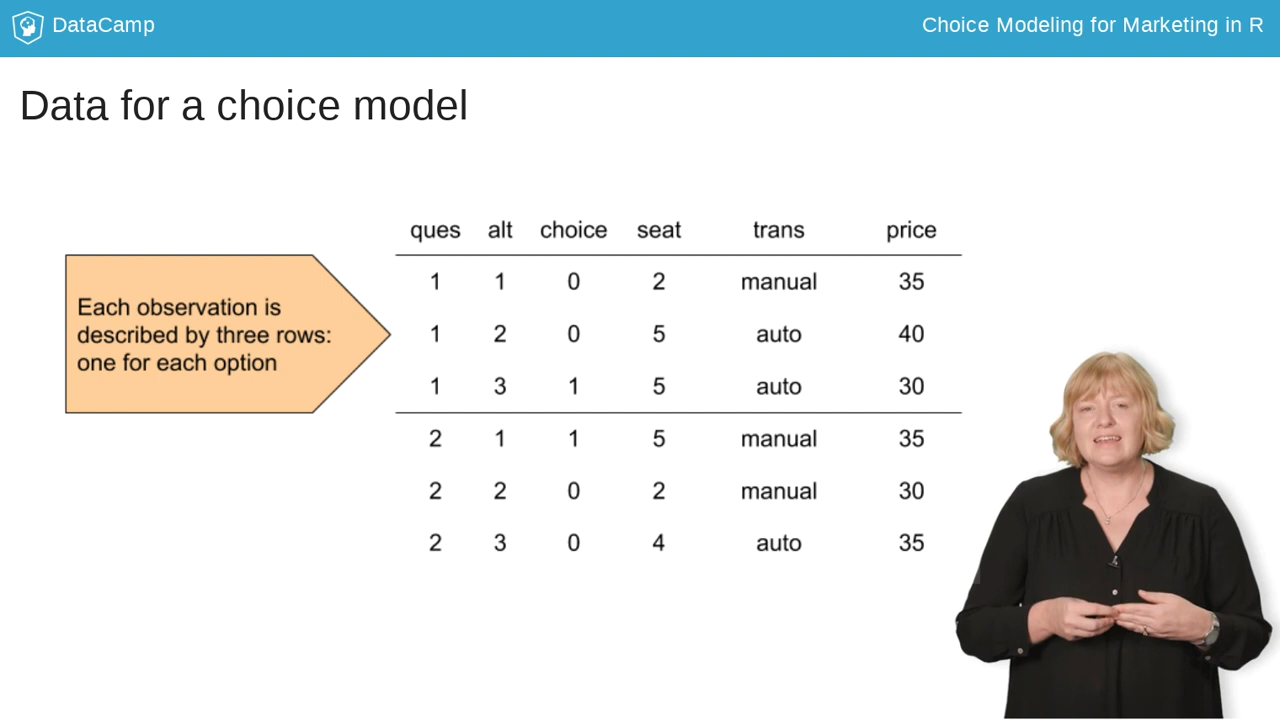 DataCamp
Choice Modeling for Marketing in R
Data for a choice model
Each observation is
described by three rows:
one for each option
ques alt choice seat trans price
1 1 0 2 manual 35
1 2 0 5 auto 40
1 3 1 5 auto 30
2 1 1 5 manual 35
2 2 0 2 manual 30
2 3 0 4 auto 35